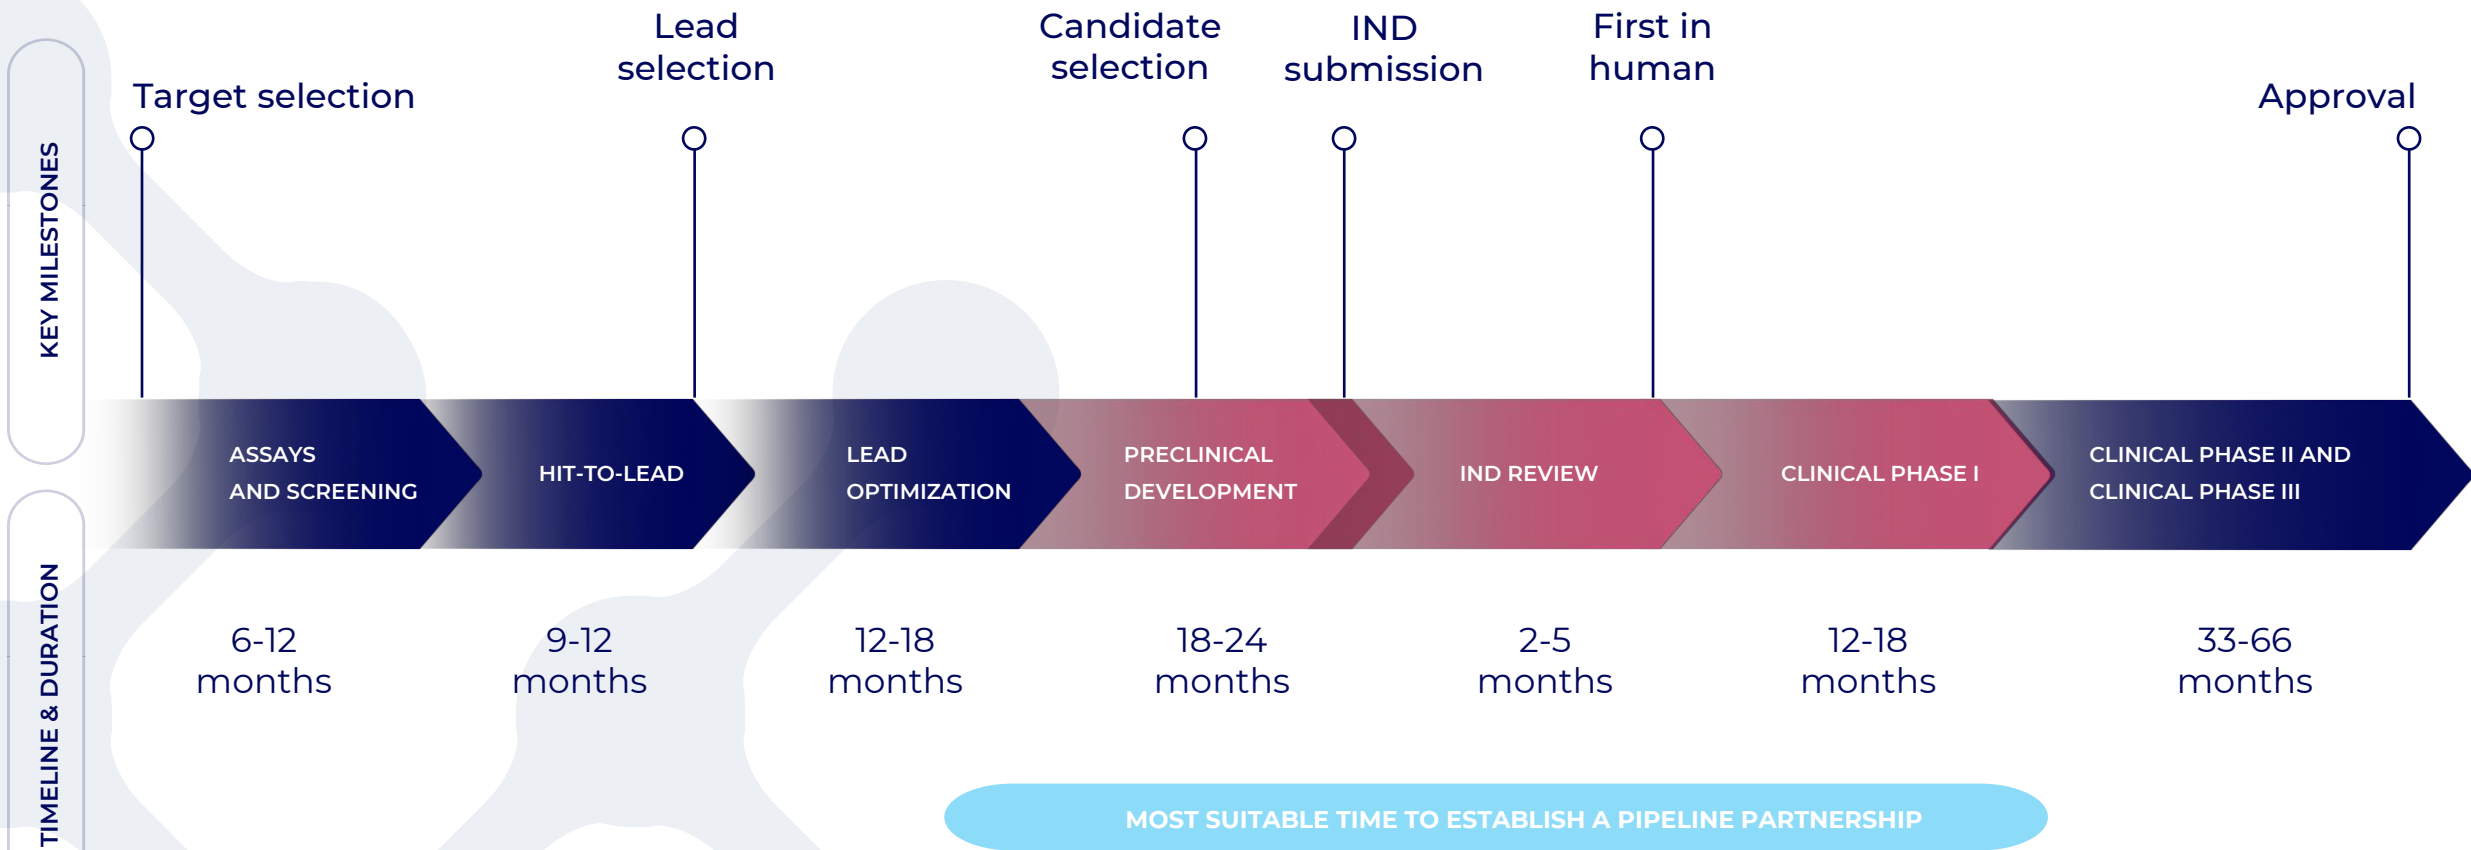 KEY MILESTONES
Target selection
Lead
selection
Candidate
selection
IND
submission
First in
human
Approval
ASSAYS
AND SCREENING
HIT-TO-LEAD
LEAD
OPTIMIZATION
PRECLINICAL
DEVELOPMENT
IND REVIEW
CLINICAL PHASE I
CLINICAL PHASE II AND
CLINICAL PHASE III
TIMELINE & DURATION
6-12
months
9-12
months
12-18
months
18-24
months
2-5
months
12-18
months
33-66
months
MOST SUITABLE TIME TO ESTABLISH A PIPELINE PARTNERSHIP